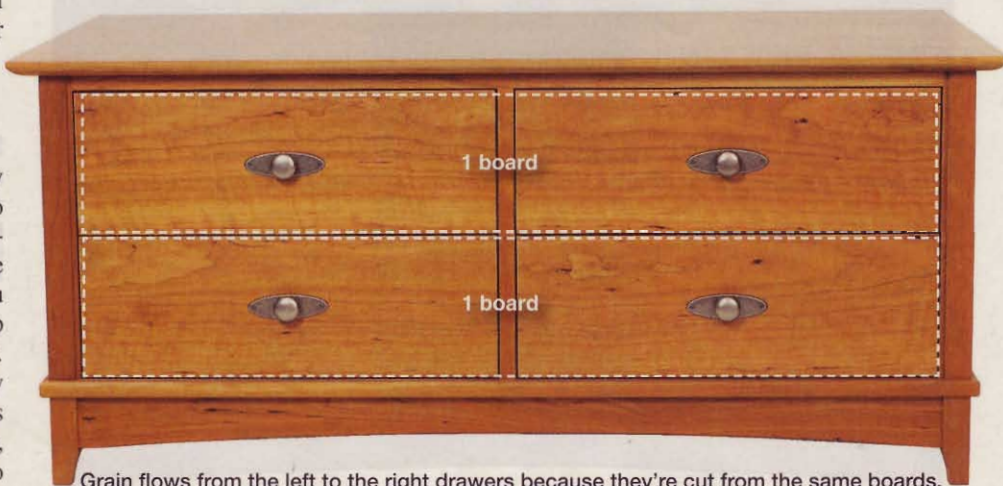 1 board
1 board
Grain flows from the left to the right drawers because they're cut from the same boards.